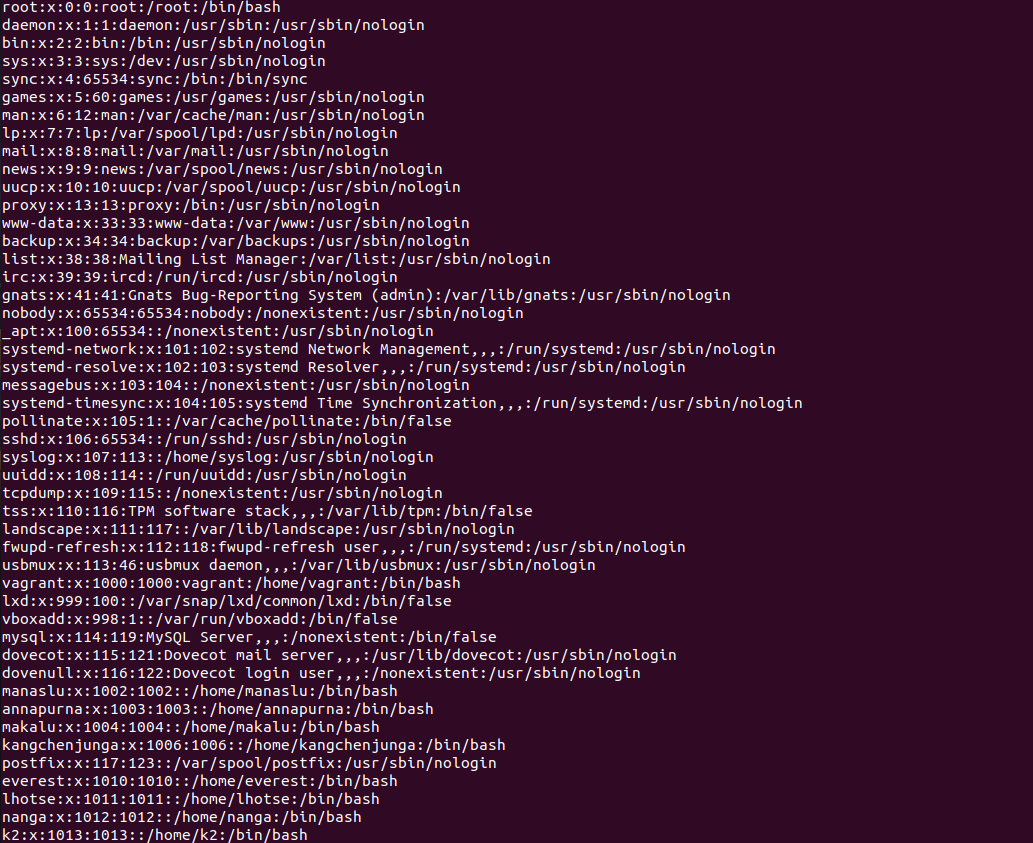 root:x:0:0:root:/root:/bin/bash
daemon:x:1:1:daemon:/usr/sbin:/usr/sbin/nologin
bin:x:2:2:bin:/bin:/usr/sbin/nologin
sys:x:3:3:sys:/dev:/usr/sbin/nologin
sync:x:4:65534:sync:/bin:/bin/sync
games:x:5:60:games:/usr/games:/usr/sbin/nologin
man:x:6:12:man:/var/cache/man:/usr/sbin/nologin
lp:x:7:7:lp:/var/spool/lpd:/usr/sbin/nologin
mail:x:8:8:mail:/var/mail:/usr/sbin/nologin
news:x:9:9:news:/var/spool/news:/usr/sbin/nologin
uucp:x:10:10:uucp:/var/spool/uucp:/usr/sbin/nologin
proxy:x:13:13:proxy:/bin:/usr/sbin/nologin
www-data:x:33:33:www-data:/var/www:/usr/sbin/nologin
backup:x:34:34:backup:/var/backups:/usr/sbin/nologin
list:x:38:38:Mailing List Manager:/var/list:/usr/sbin/nologin
irc:x:39:39:ircd:/run/ircd:/usr/sbin/nologin
gnats:x:41:41:Gnats Bug-Reporting System (admin):/var/lib/gnats:/usr/sbin/nologin
nobody:x:65534:65534:nobody:/nonexistent:/usr/sbin/nologin
_apt:x:100:65534::/nonexistent:/usr/sbin/nologin
systemd-network:x:101:102:systemd Network Management,,,:/run/systemd:/usr/sbin/nologin
systemd-resolve:x:102:103:systemd Resolver,,,:/run/systemd:/usr/sbin/nologin
messagebus:x:103:104::/nonexistent:/usr/sbin/nologin
systemd-timesync:x:104:105:systemd Time Synchronization,,,:/run/systemd:/usr/sbin/nologin
pollinate:x:105:1::/var/cache/pollinate:/bin/false
sshd:x:106:65534::/run/sshd:/usr/sbin/nologin
syslog:x:107:113::/home/syslog:/usr/sbin/nologin
uuidd:x:108:114::/run/uuidd:/usr/sbin/nologin
tcpdump:x:109:115::/nonexistent:/usr/sbin/nologin
tss:x:110:116:TPM software stack,,,:/var/lib/tpm:/bin/false
landscape:x:111:117::/var/lib/landscape:/usr/sbin/nologin
fwupd-refresh:x:112:118:fwupd-refresh user,,,:/run/systemd:/usr/sbin/nologin
usbmux:x:113:46:usbmux daemon,,,:/var/lib/usbmux:/usr/sbin/nologin
vagrant:x:1000:1000:vagrant:/home/vagrant:/bin/bash
lxd:x:999:100::/var/snap/lxd/common/lxd:/bin/false
vboxadd:x:998:1::/var/run/vboxadd:/bin/false
mysql:x:114:119:MySQL Server,,,:/nonexistent:/bin/false
dovecot:x:115:121:Dovecot mail server,,,:/usr/lib/dovecot:/usr/sbin/nologin
dovenull:x:116:122:Dovecot login user,,,:/nonexistent:/usr/sbin/nologin
manaslu:x:1002:1002::/home/manaslu:/bin/bash
annapurna:x:1003:1003::/home/annapurna:/bin/bash
makalu:x:1004:1004::/home/makalu:/bin/bash
kangchenjunga:x:1006:1006::/home/kangchenjunga:/bin/bash
postfix:x:117:123::/var/spool/postfix:/usr/sbin/nologin
everest:x:1010:1010::/home/everest:/bin/bash
lhotse:x:1011:1011::/home/lhotse:/bin/bash
nanga:x:1012:1012::/home/nanga:/bin/bash
k2:x:1013:1013::/home/k2:/bin/bash